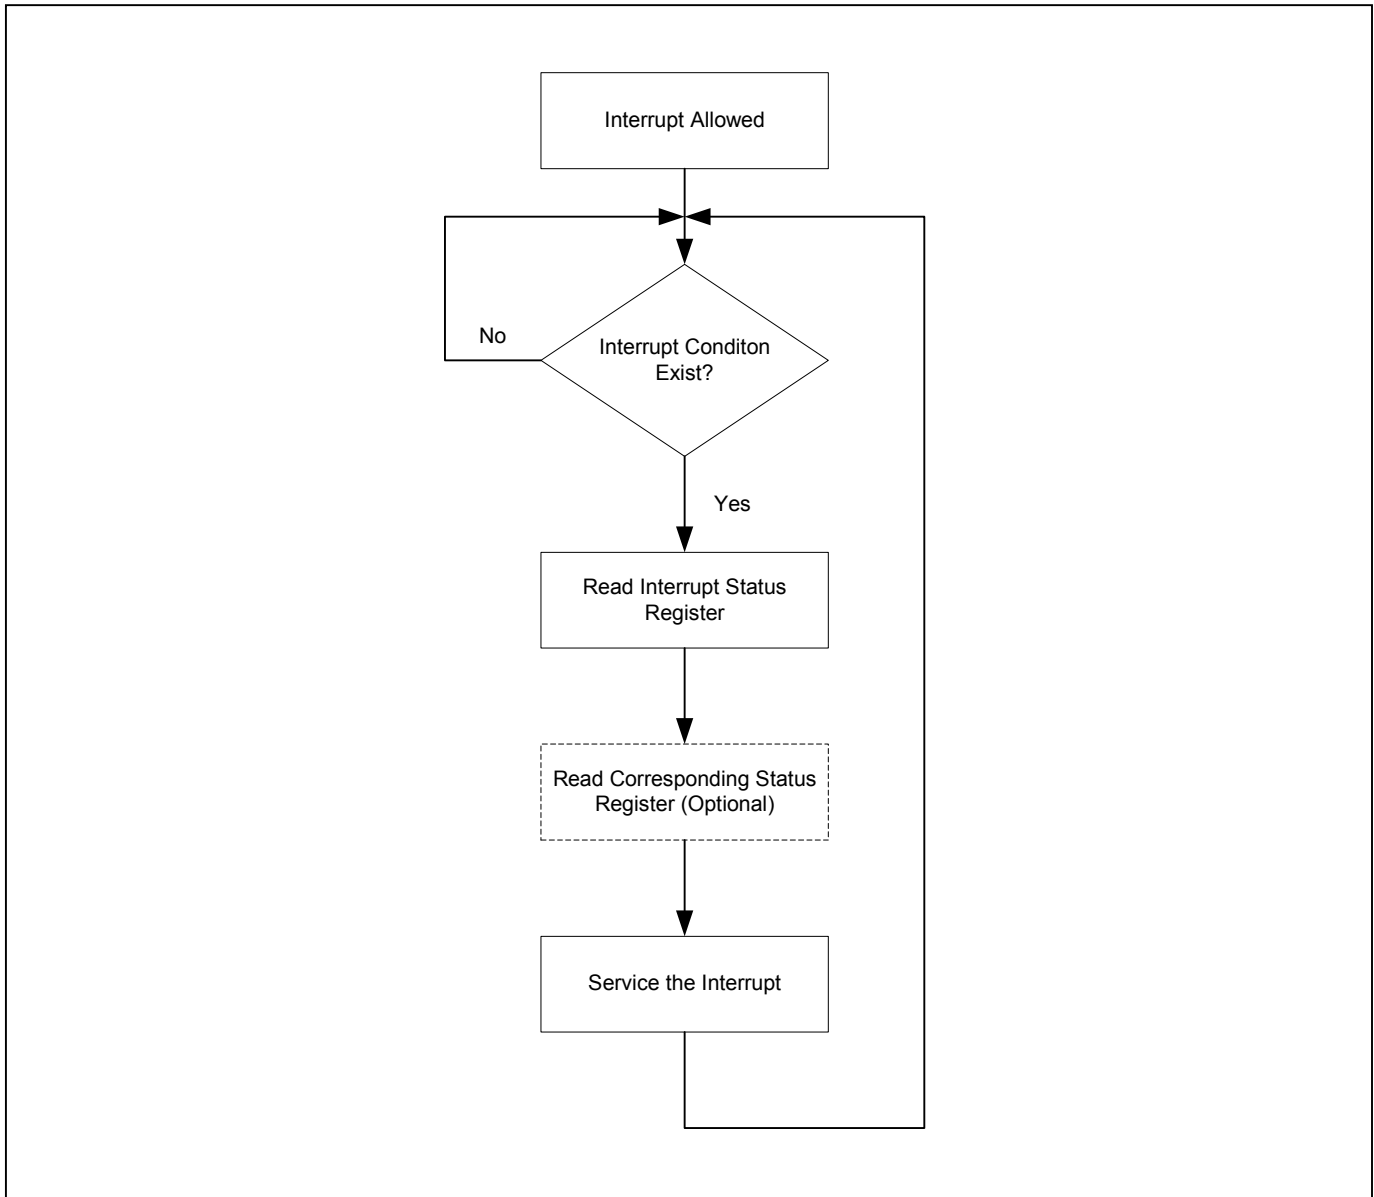 Interrupt Allowed
No
Interrupt Conditon
Exist?
Yes
Read Interrupt Status
Register
Read Corresponding Status
Register (Optional)
Service the Interrupt